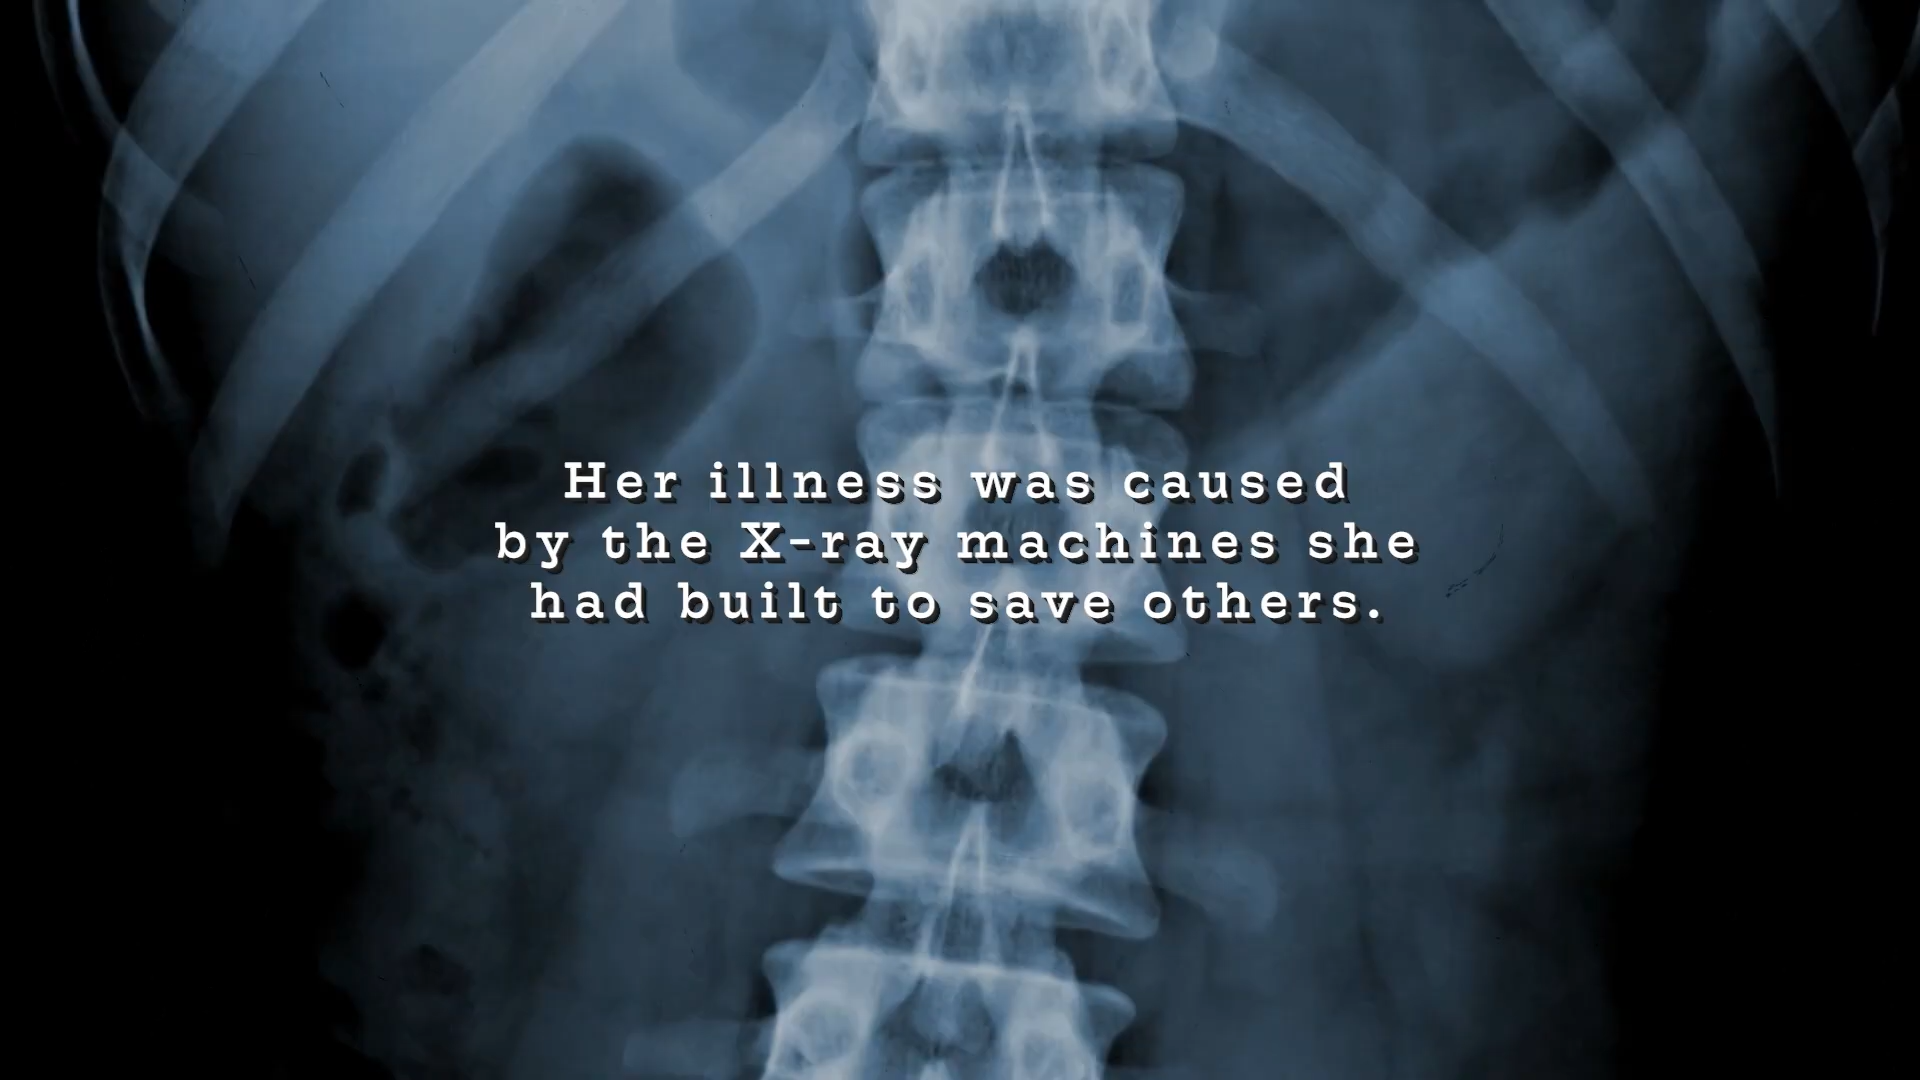 Her illness was caused
by the X-ray machines she
had built to save others.